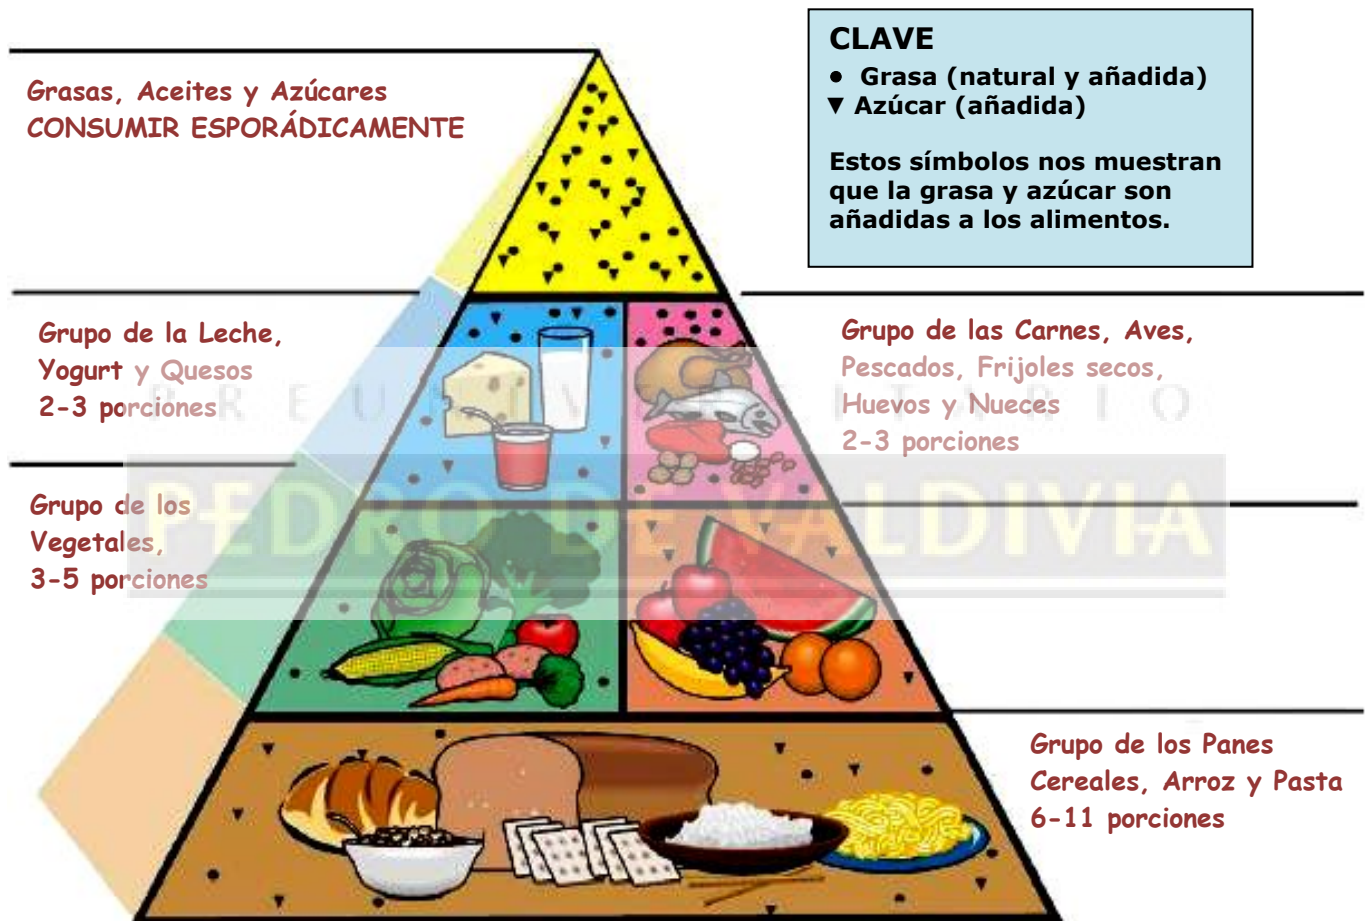 CLAVE
● Grasa (natural y añadida)
▼ Azúcar (añadida)
Estos símbolos nos muestran
que la grasa y azúcar son
añadidas a los alimentos.
Grasas, Aceites y Azúcares
CONSUMIR ESPORÁDICAMENTE
Grupo de la Leche,
Yogurt y Quesos
2-3 porciones
Grupo de las Carnes, Aves,
Pescados, Frijoles secos,
Huevos y Nueces
2-3 porciones
PREUNIVERSITARIO
PEDRO DE VALDIVIA
Grupo de los
Vegetales,
3-5 porciones
Grupo de los Panes
Cereales, Arroz y Pasta
6-11 porciones